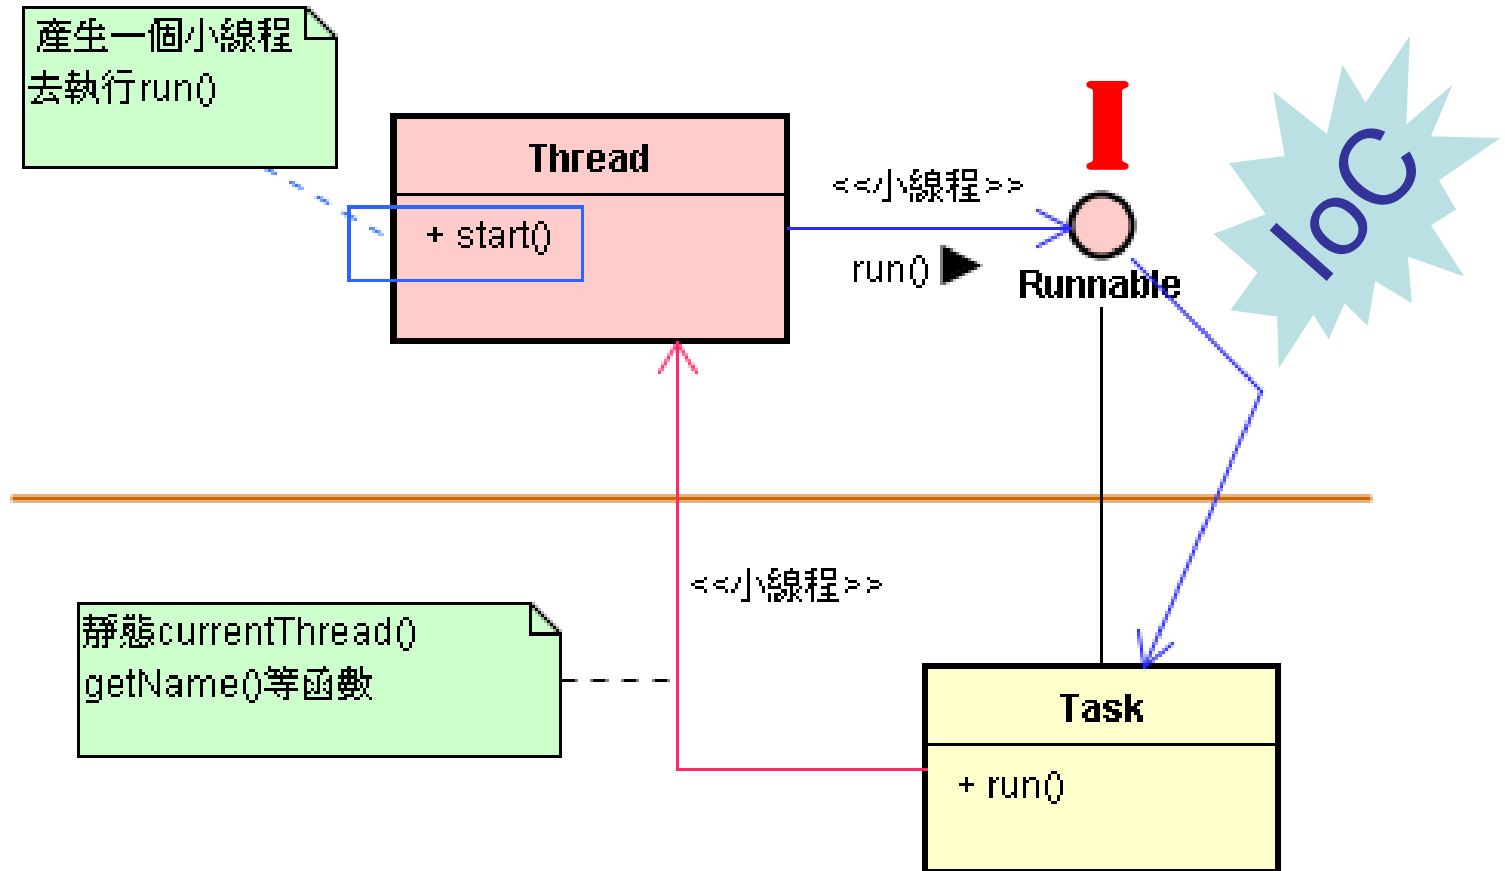 產生一個小線程
去執行run()
Thread
+ start()
<<小線程>>
run()
I
Runnable
IoC
<<小線程>>
靜態currentThread()
getName()等函數
Task
+ run()